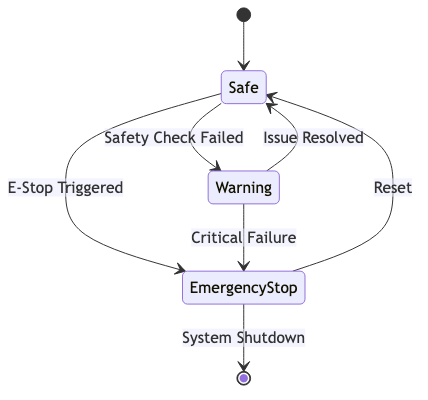 Safe
Safety Check Failed
Issue Resolved
E-Stop Triggered
Warning
Reset
Critical Failure
EmergencyStop
System Shutdown